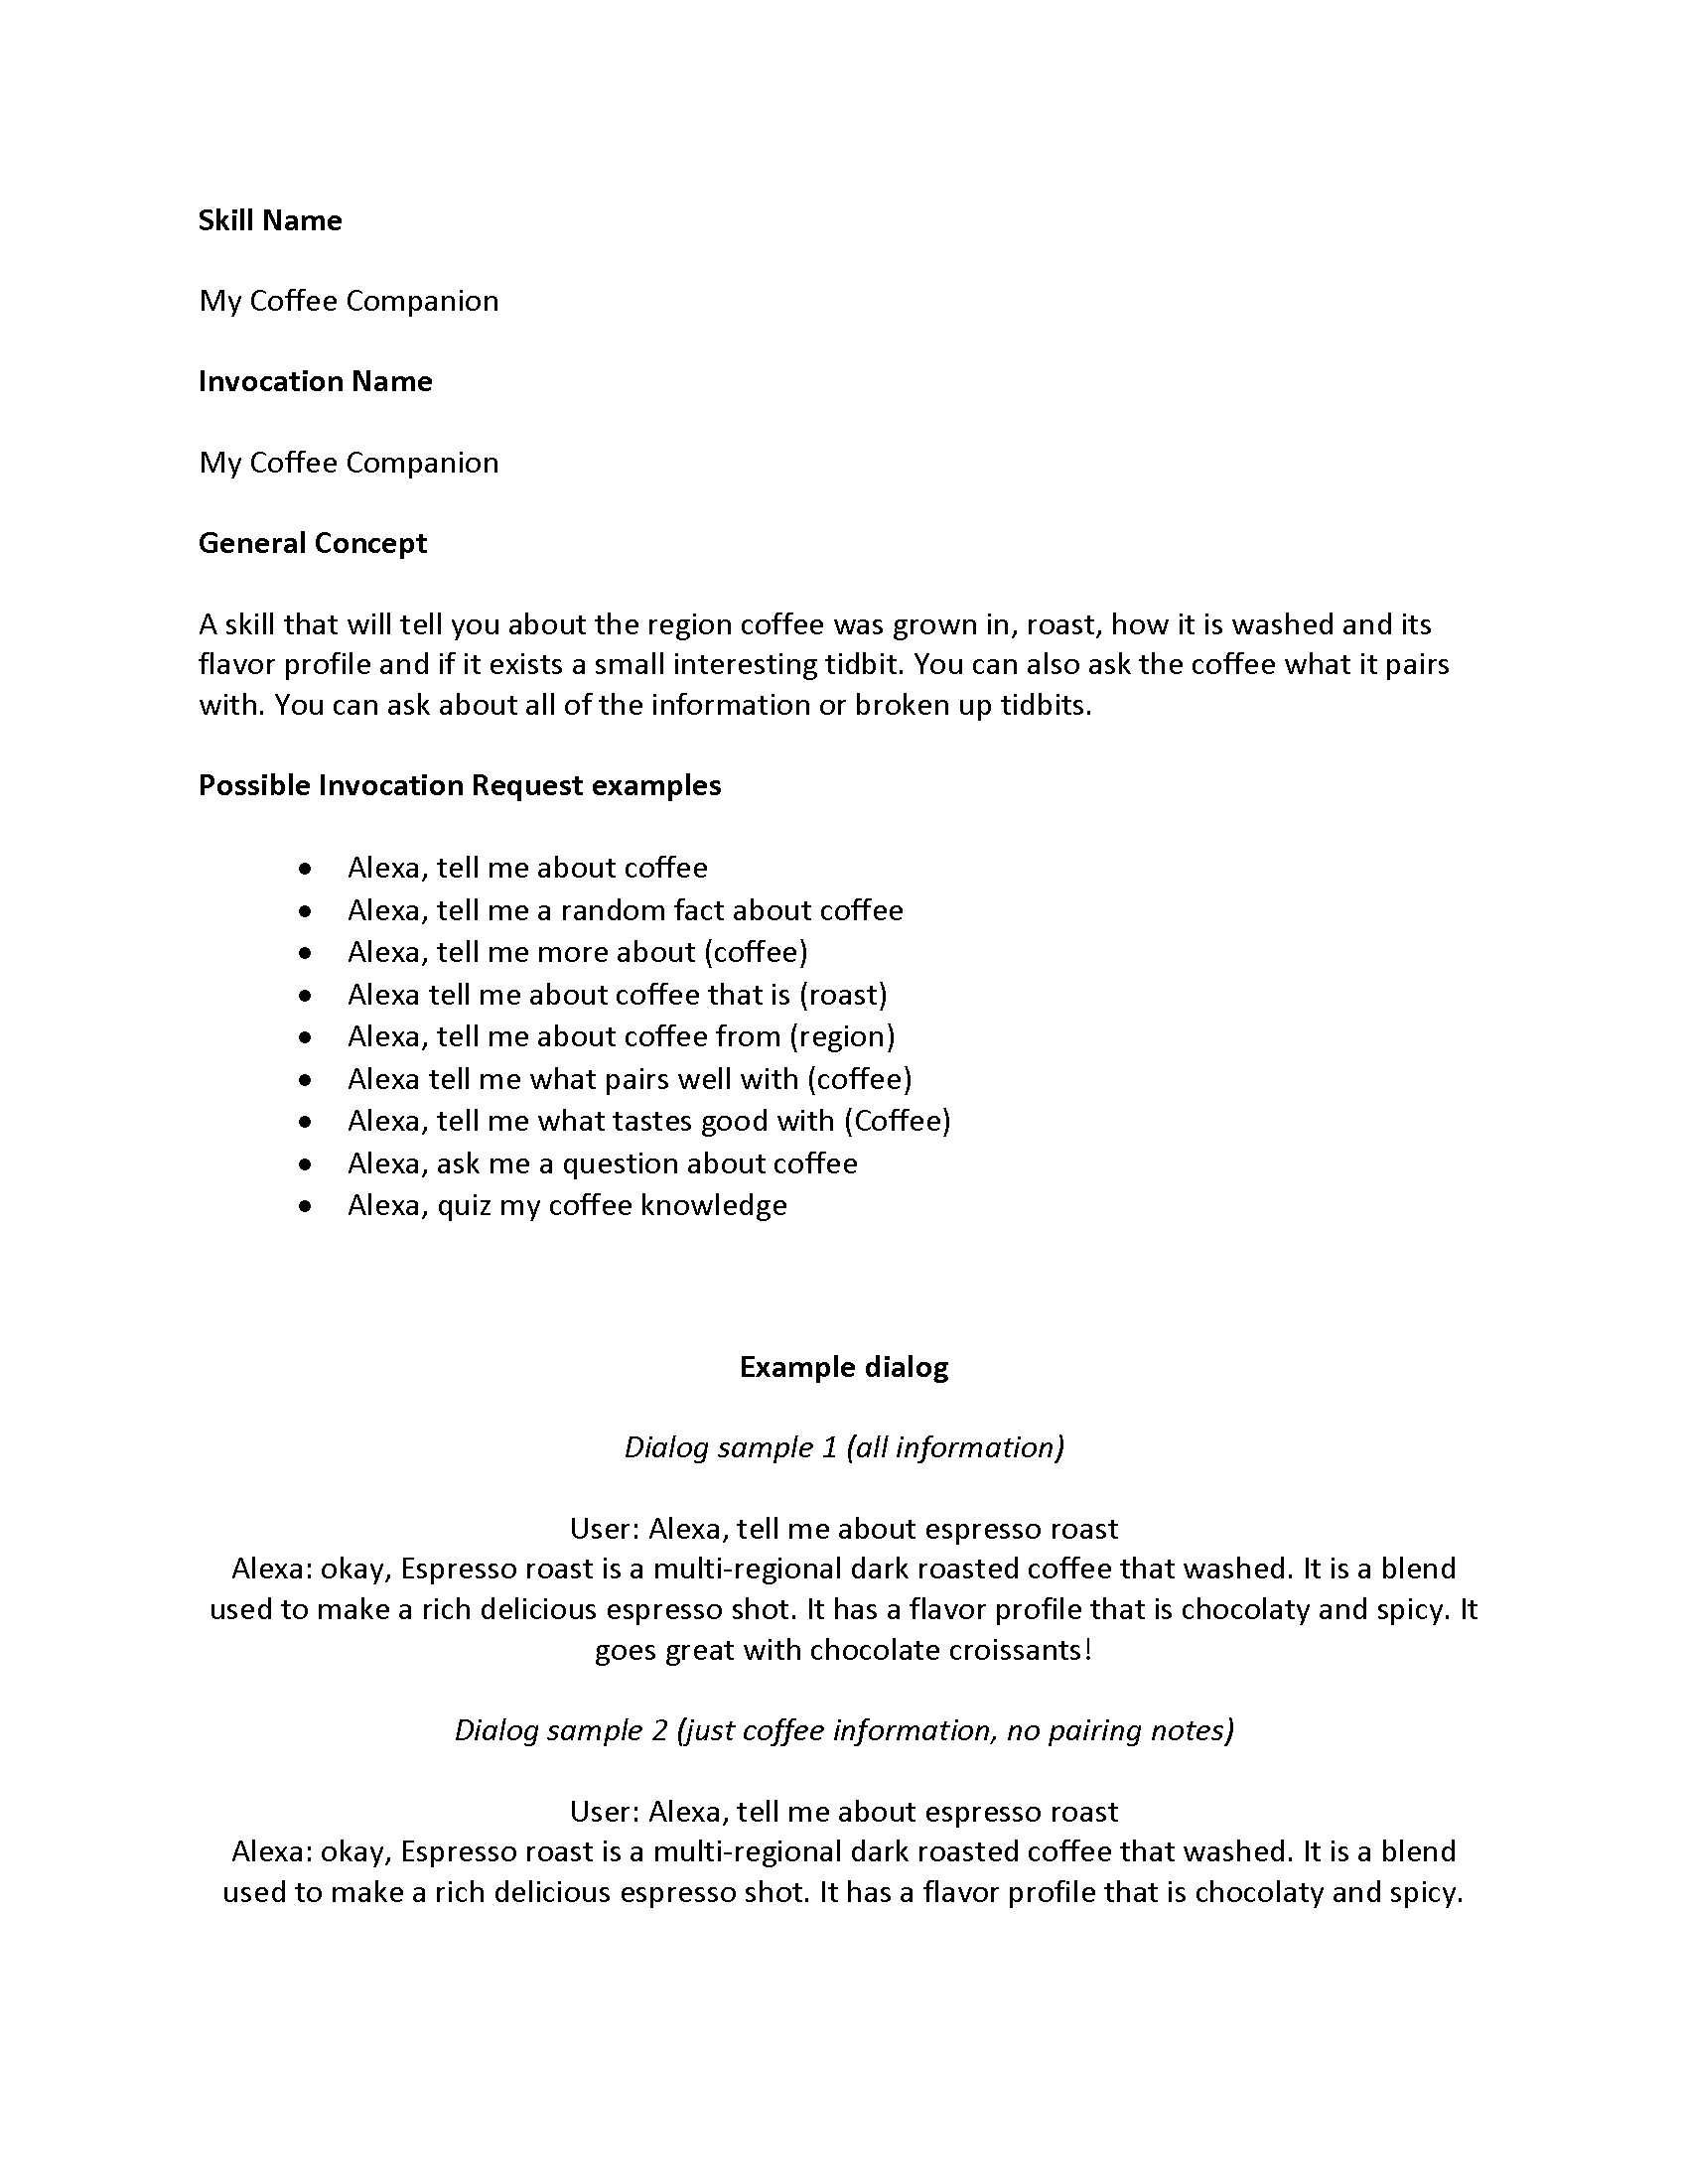 Skill Name
My Coffee Companion
Invocation Name
My Coffee Companion
General Concept
A skill that will tell you about the region coffee was grown in, roast, how it is washed and its
flavor profile and if it exists a small interesting tidbit. You can also ask the coffee what it pairs
with. You can ask about all of the information or broken up tidbits.
Possible Invocation Request examples
• Alexa, tell me about coffee
• Alexa, tell me a random fact about coffee
• Alexa, tell me more about (coffee)
• Alexa tell me about coffee that is (roast)
• Alexa, tell me about coffee from (region)
• Alexa tell me what pairs well with (coffee)
• Alexa, tell me what tastes good with (Coffee)
• Alexa, ask me a question about coffee
• Alexa, quiz my coffee knowledge
Example dialog
Dialog sample 1 (all information)
User: Alexa, tell me about espresso roast
Alexa: okay, Espresso roast is a multi-regional dark roasted coffee that washed. It is a blend
used to make a rich delicious espresso shot. It has a flavor profile that is chocolaty and spicy. It
goes great with chocolate croissants!
Dialog sample 2 (just coffee information, no pairing notes)
User: Alexa, tell me about espresso roast
Alexa: okay, Espresso roast is a multi-regional dark roasted coffee that washed. It is a blend
used to make a rich delicious espresso shot. It has a flavor profile that is chocolaty and spicy.